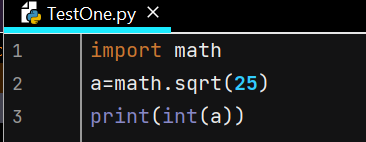 TestOne.py ×
1 import math
2 a=math.sqrt(25)
3 print(int(a))